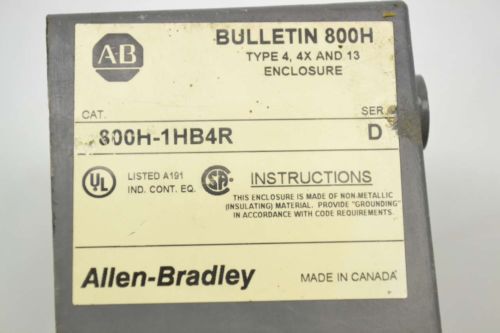 AB
BULLETIN 800H
TYPE 4, 4X AND 13
ENCLOSURE
CAT.
SER.
800H-1HB4R
D
UL
LISTED A191
IND. CONT. EQ.
SA
INSTRUCTIONS
THIS ENCLOSURE IS MADE OF NON-METALLIC
(INSULATING) MATERIAL. PROVIDE "GROUNDING"
IN ACCORDANCE WITH CODE REQUIREMENTS.
Allen-Bradley
MADE IN CANADA